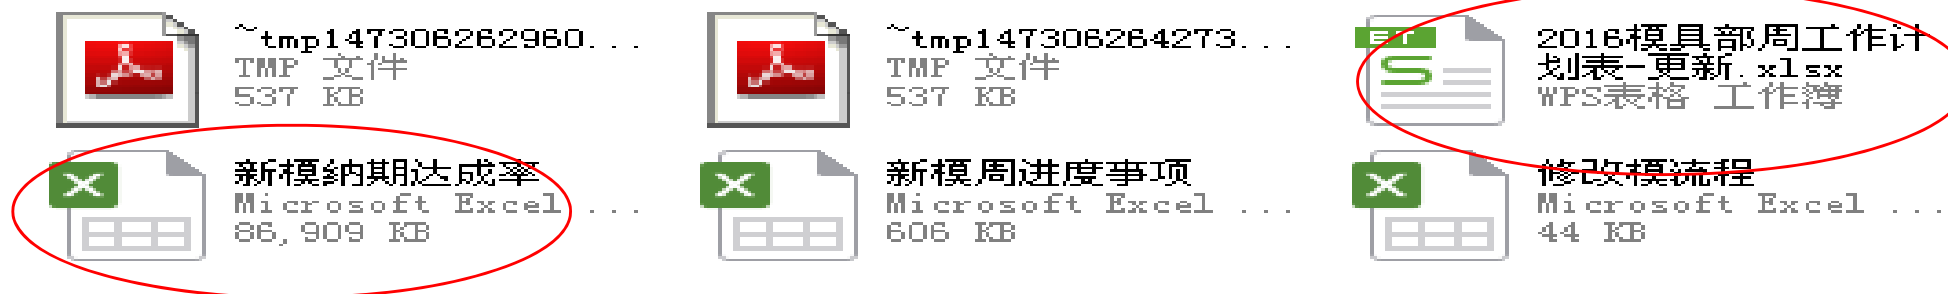 ~tmp147306262960...
TMP 文件
537 KB
~tmp147306264273...
TMP 文件
537 KB
ET
S
2016模具部周工作计
划表-更新.xlsx
WPS表格 工作簿
X
新模纳期达成率
Microsoft Excel ...
86,909 KB
X
新模周进度事项
Microsoft Excel ...
606 KB
X
修改模流程
Microsoft Excel ...
44 KB